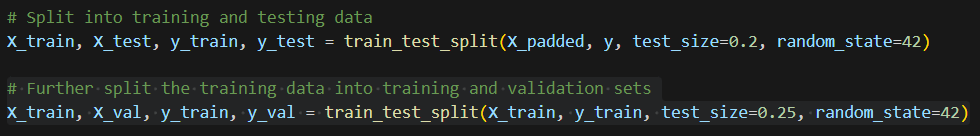 # Split into training and testing data
X_train, X_test, y_train, y_test = train_test_split(X_padded, y, test_size=0.2, random_state=42)
# Further split the training data into training and validation sets
X_train, X_val, y_train, y_val = train_test_split(X_train, y_train, test_size=0.25, random_state=42)